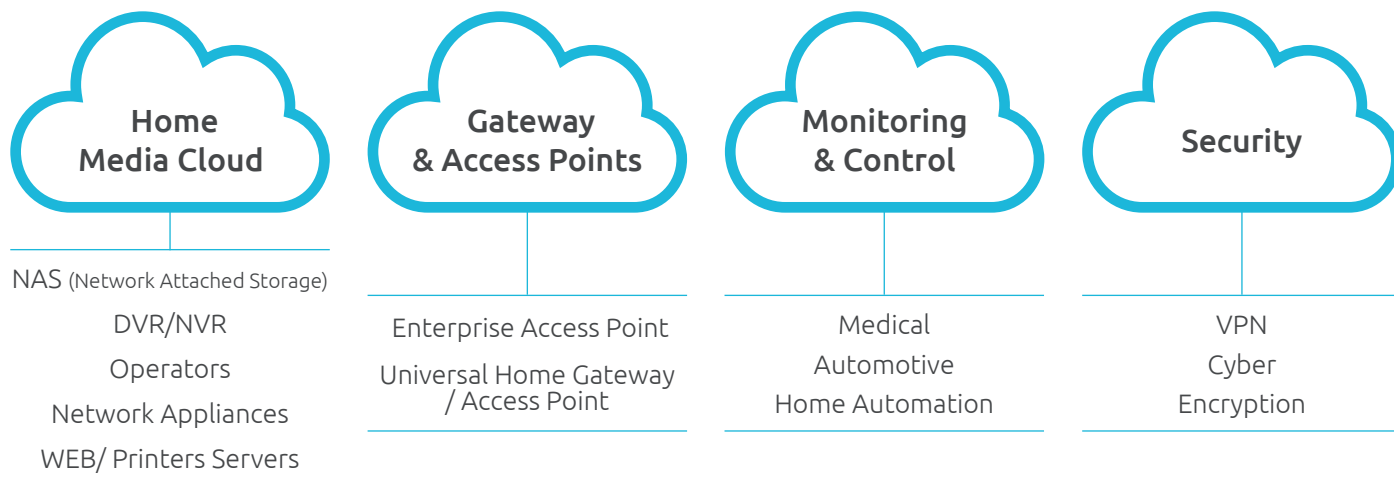 Home
Media Cloud
NAS (Network Attached Storage)
DVR/NVR
Operators
Network Appliances
WEB/ Printers Servers
Gateway
& Access Points
Enterprise Access Point
Universal Home Gateway
/ Access Point
Monitoring
& Control
Medical
Automotive
Home Automation
Security
VPN
Cyber
Encryption